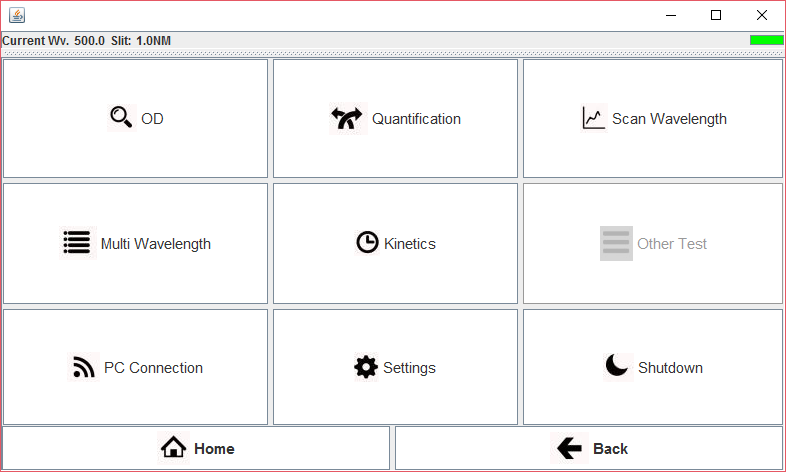 Current Wv. 500.0 Slit: 1.0NM
OD
Quantification
Scan Wavelength
Multi Wavelength
Kinetics
Other Test
PC Connection
Settings
Shutdown
Home
Back